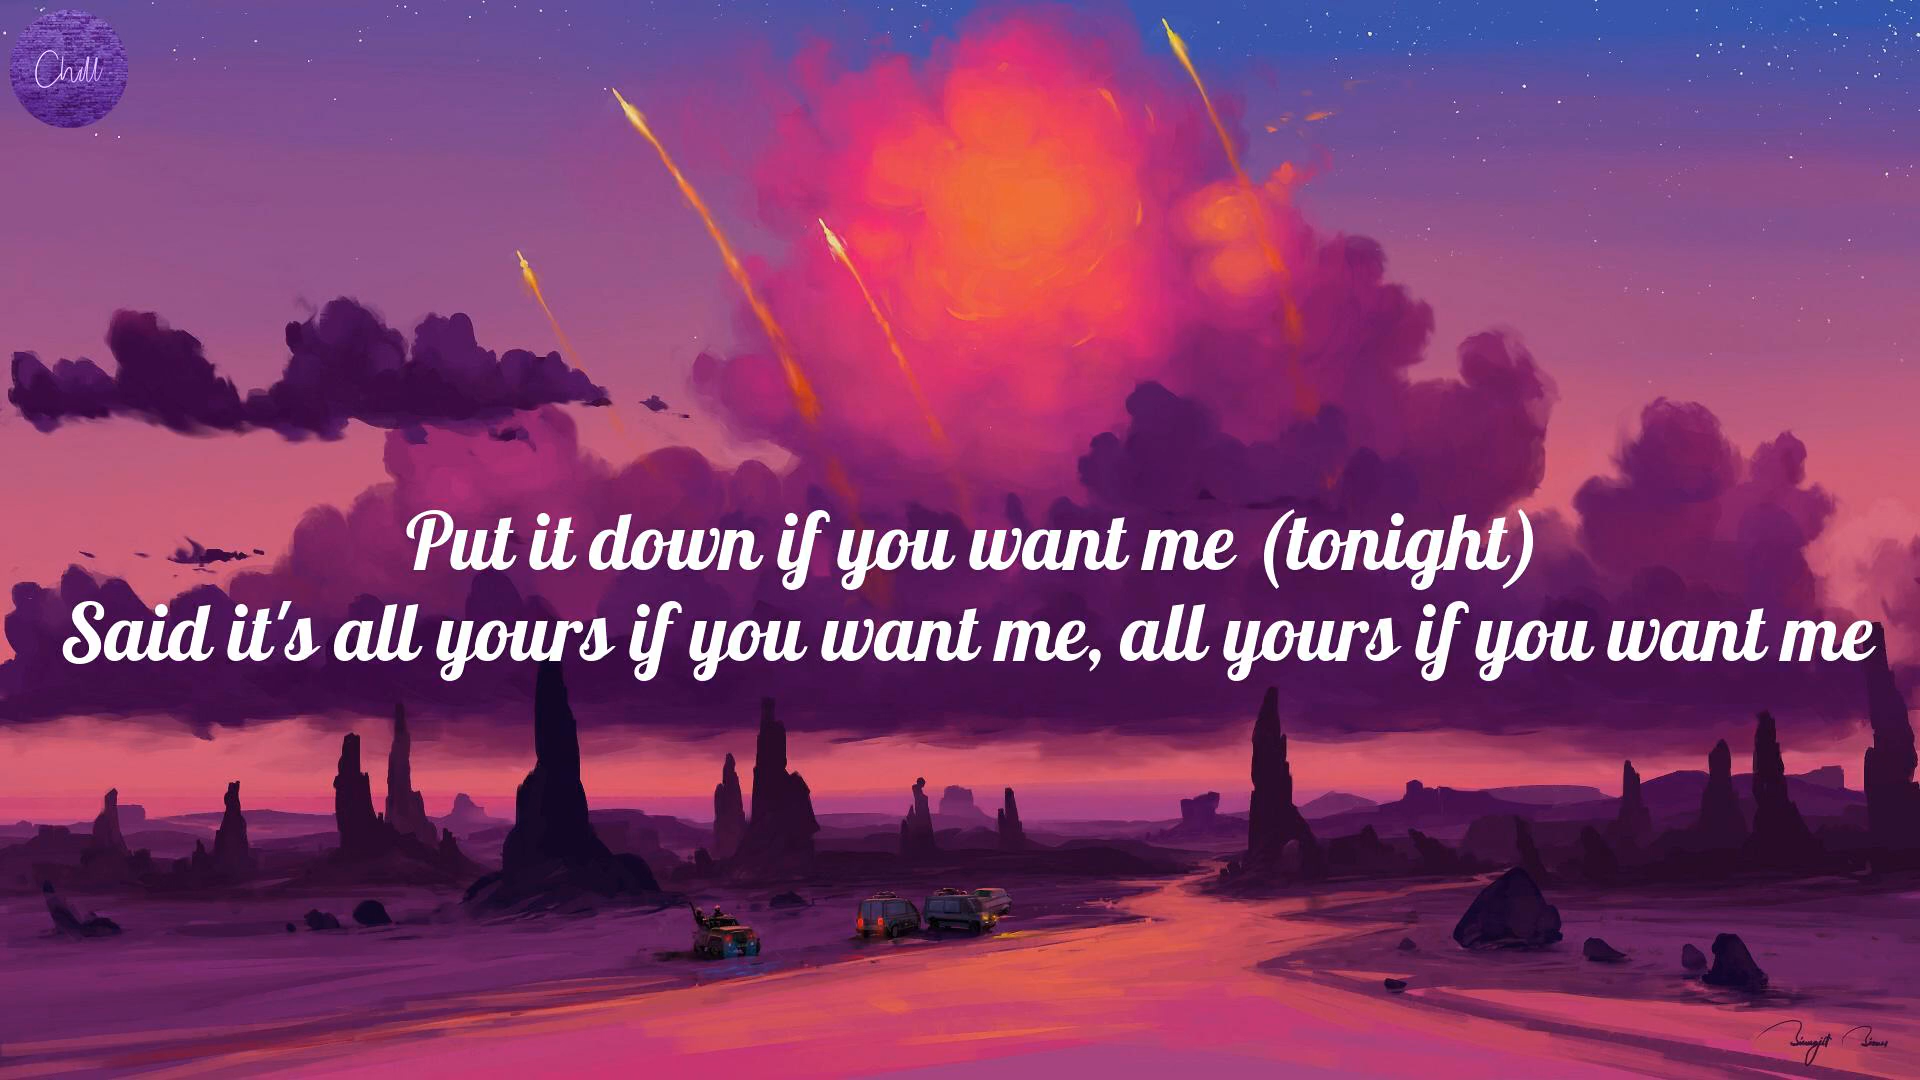 Chill
Put it down if you want me (tonight)
Said it's all yours if you want me, all yours if you want me